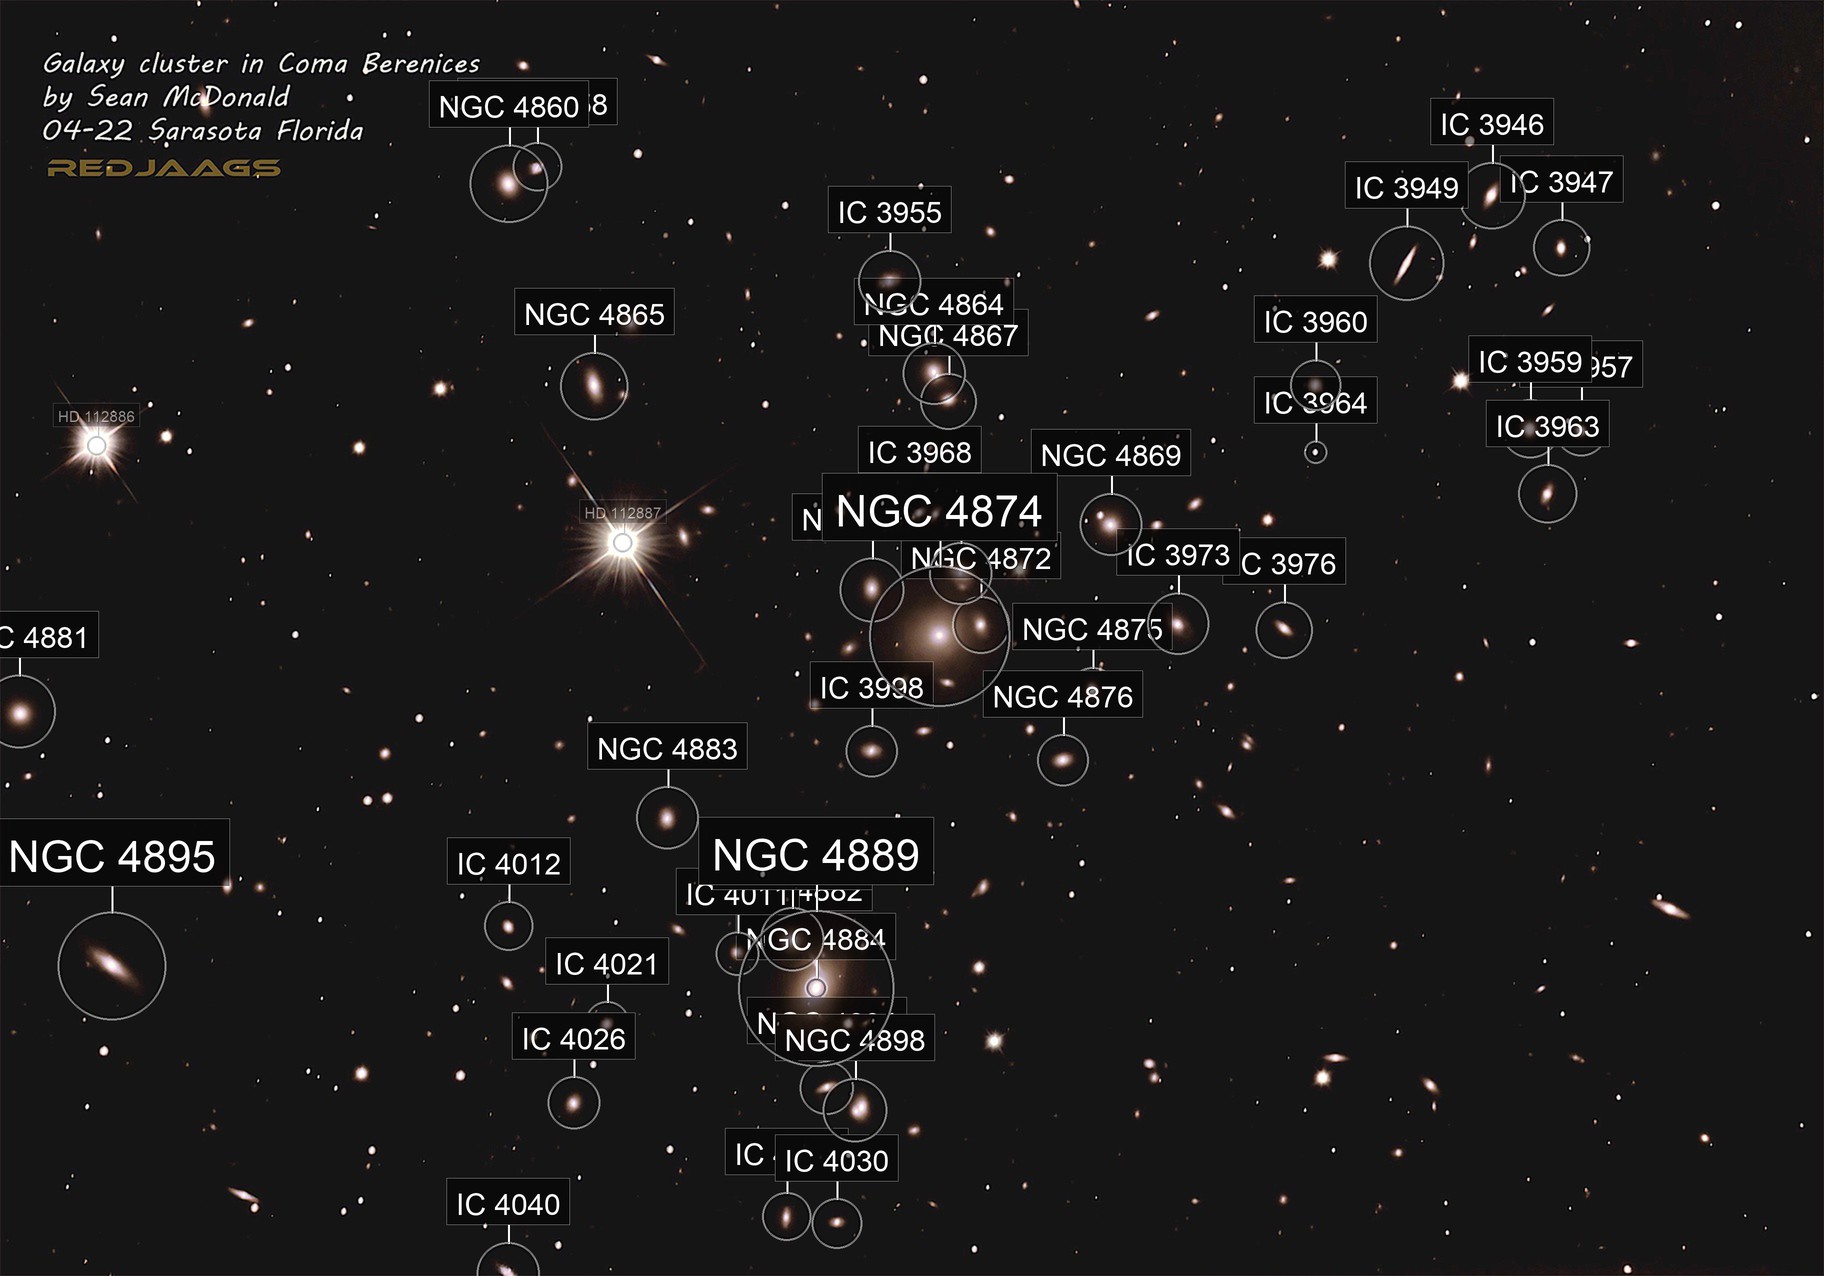 Galaxy cluster in Coma Berenices
by Sean McDonald
04-22 Sarasota Florida
REDJAAGS
NGC 4860
IC 3946
IC 3949
IC 3947
IC 3955
NGC 4864
NGC 4867
NGC 4865
IC 3960
IC 3964
IC 3959
957
IC 3963
HD 112886
IC 3968
NGC 4869
NGC 4874
HD 112887
NGC 4872
IC 3973
C 3976
C 4881
NGC 4875
IC 3998
NGC 4876
NGC 4883
NGC 4895
NGC 4889
IC 4012
IC 4011
4882
NGC 4884
IC 4021
IC 4026
NGC 4898
IC
IC 4030
IC 4040